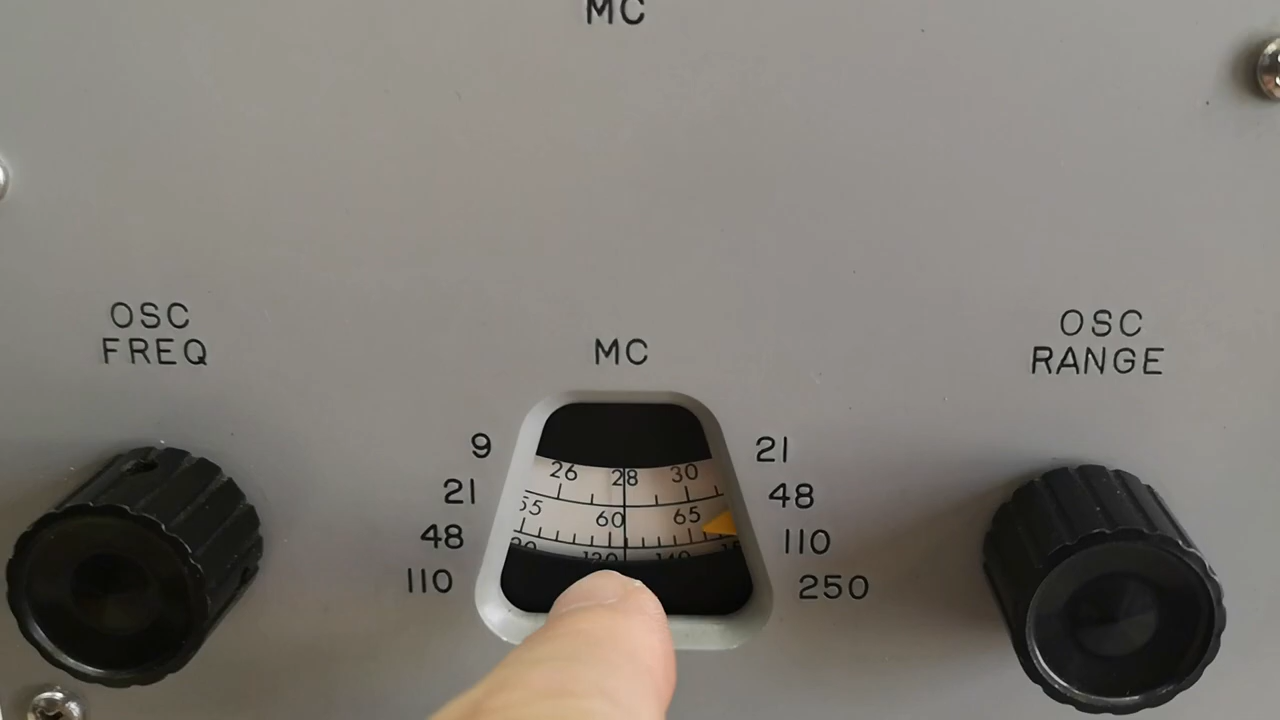 MC
OSC
FREQ
MC
OSC
RANGE
9 21
21 48
48 110
110 250
26 28 30
55 60 65
120 140